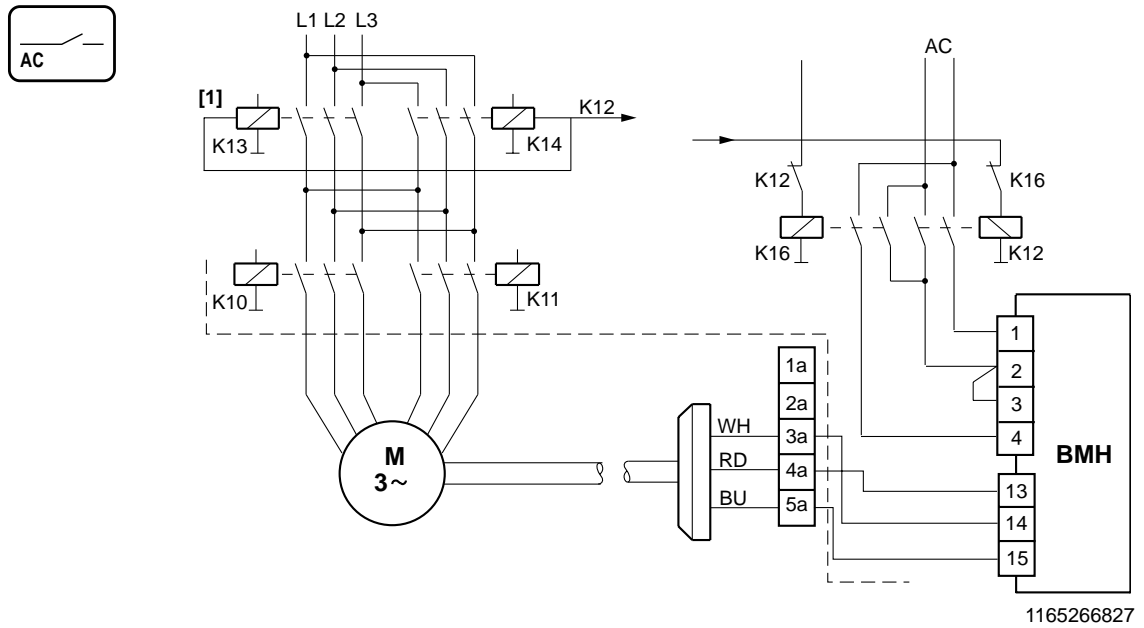 AC
L1 L2 L3
AC
[1]
K13
K14
K12
K12
K16
K16
K12
K10
K11
M
3~
WH
RD
BU
1a
2a
3a
4a
5a
1
2
3
4
13
14
15
BMH
1165266827